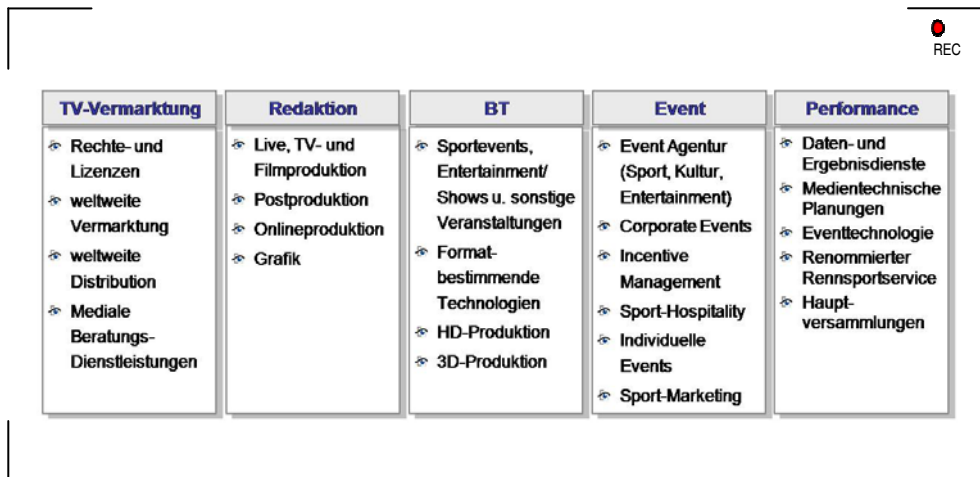 REC
TV-Vermarktung
Rechte- und
Lizenzen
weltweite
Vermarktung
weltweite
Distribution
Mediale
Beratungs-
Dienstleistungen
Redaktion
Live, TV- und
Filmproduktion
Postproduktion
Onlineproduktion
Grafik
BT
Sportevents,
Entertainment/
Shows u. sonstige
Veranstaltungen
Format-
bestimmende
Technologien
HD-Produktion
3D-Produktion
Event
Event Agentur
(Sport, Kultur,
Entertainment)
Corporate Events
Incentive
Management
Sport-Hospitality
Individuelle
Events
Sport-Marketing
Performance
Daten- und
Ergebnisdienste
Medientechnische
Planungen
Eventtechnologie
Renommierter
Rennsportservice
Haupt-
versammlungen